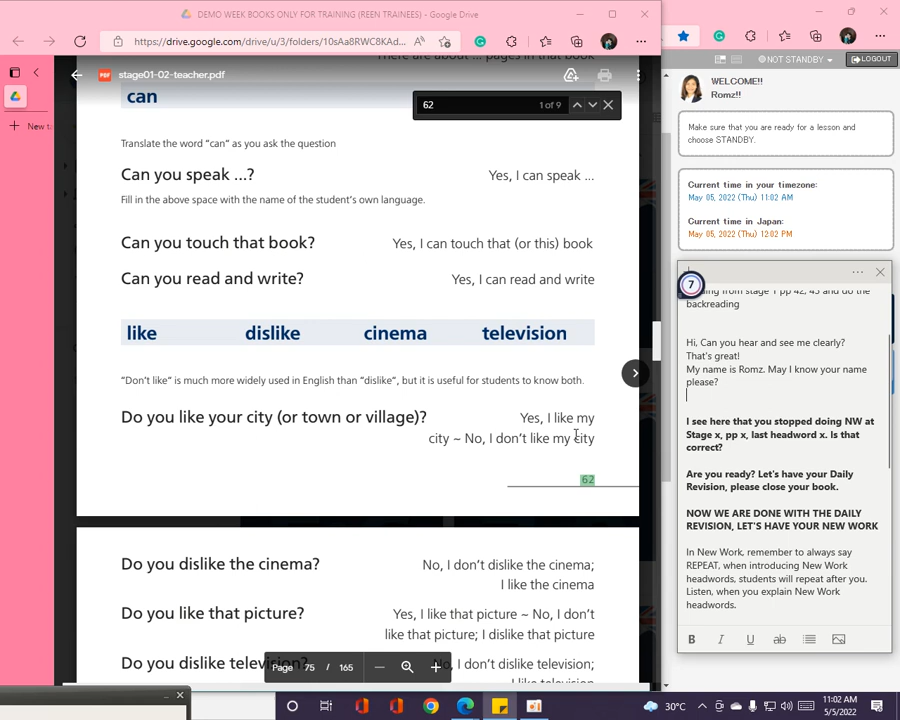 DEMO WEEK BOOKS ONLY FOR TRAINING (REEN TRAINEES) - Google Drive
https://drive.google.com/drive/u/3/folders/10sAa8RWC8KAd...
NOT STANDBY
LOGOUT
PDF stage01-02-teacher.pdf
New t
62
1 of 9
can
Translate the word "can" as you ask the question
Can you speak ...? Yes, I can speak ...
Fill in the above space with the name of the student's own language.
Can you touch that book? Yes, I can touch that (or this) book
Can you read and write? Yes, I can read and write
like dislike cinema television
"Don't like" is much more widely used in English than "dislike", but it is useful for students to know both.
Do you like your city (or town or village)? Yes, I like my
city ~ No, I don't like my city
62
Do you dislike the cinema? No, I don't dislike the cinema;
I like the cinema
Do you like that picture? Yes, I like that picture ~ No, I don't
like that picture; I dislike that picture
Do you dislike television? No, I don't dislike television;
Page 75 / 165
WELCOME!!
Romz!!
Make sure that you are ready for a lesson and
choose STANDBY.
Current time in your timezone:
May 05, 2022 (Thu) 11:02 AM
Current time in Japan:
May 05, 2022 (Thu) 12:02 PM
7
from stage 1 pp 42, 43 and do the
backreading
Hi, Can you hear and see me clearly?
That's great!
My name is Romz. May I know your name
please?
I see here that you stopped doing NW at
Stage x, pp x, last headword x. Is that
correct?
Are you ready? Let's have your Daily
Revision, please close your book.
NOW WE ARE DONE WITH THE DAILY
REVISION, LET'S HAVE YOUR NEW WORK
In New Work, remember to always say
REPEAT, when introducing New Work
headwords, students will repeat after you.
Listen, when you explain New Work
headwords.
B I U ab
30°C
11:02 AM
5/5/2022